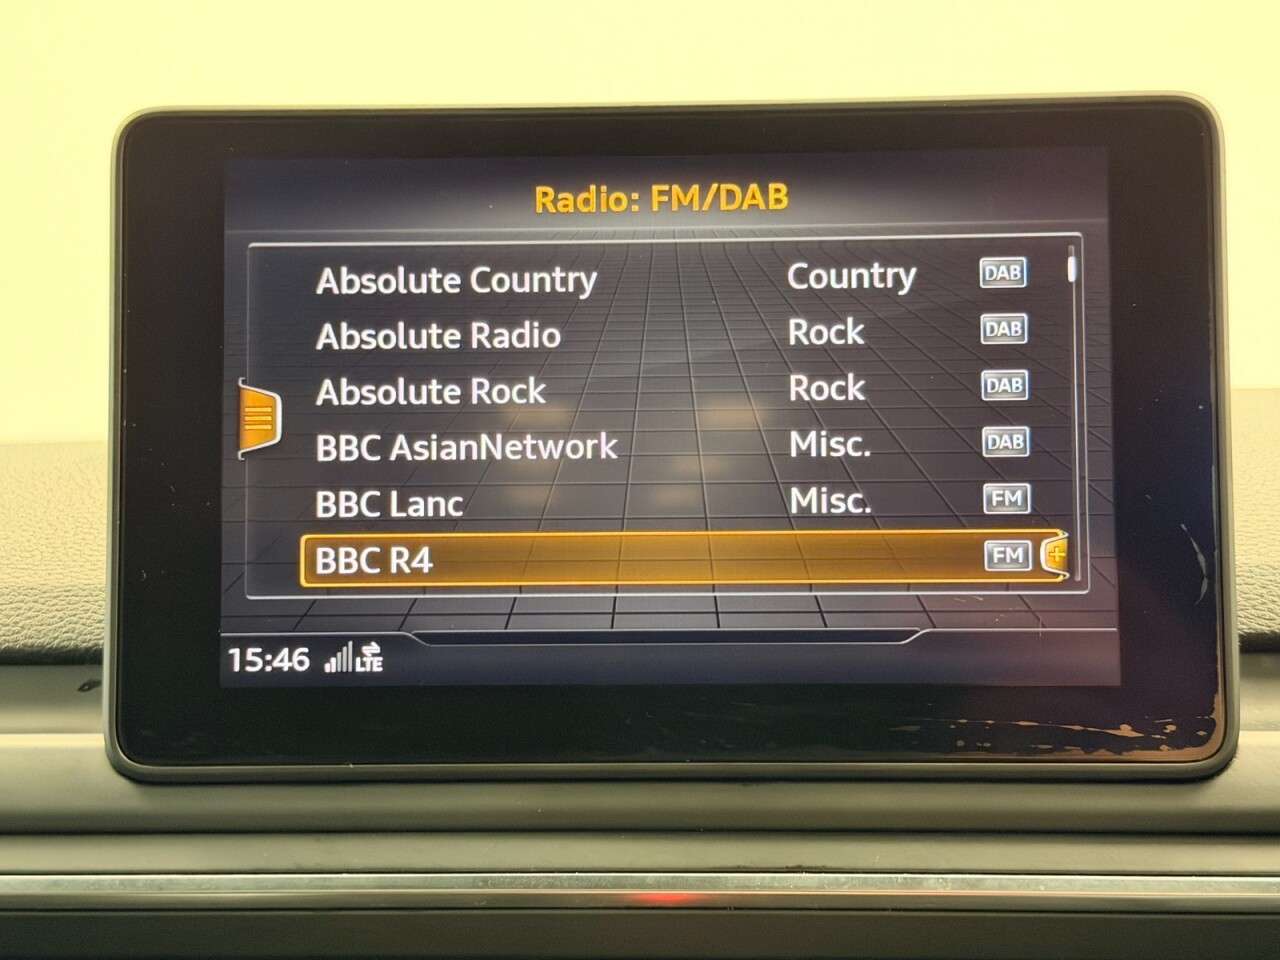 Radio: FM/DAB
Absolute Country Country DAB
Absolute Radio Rock DAB
Absolute Rock Rock DAB
BBC AsianNetwork Misc. DAB
BBC Lanc Misc. FM
BBC R4 FM
15:46 LTE